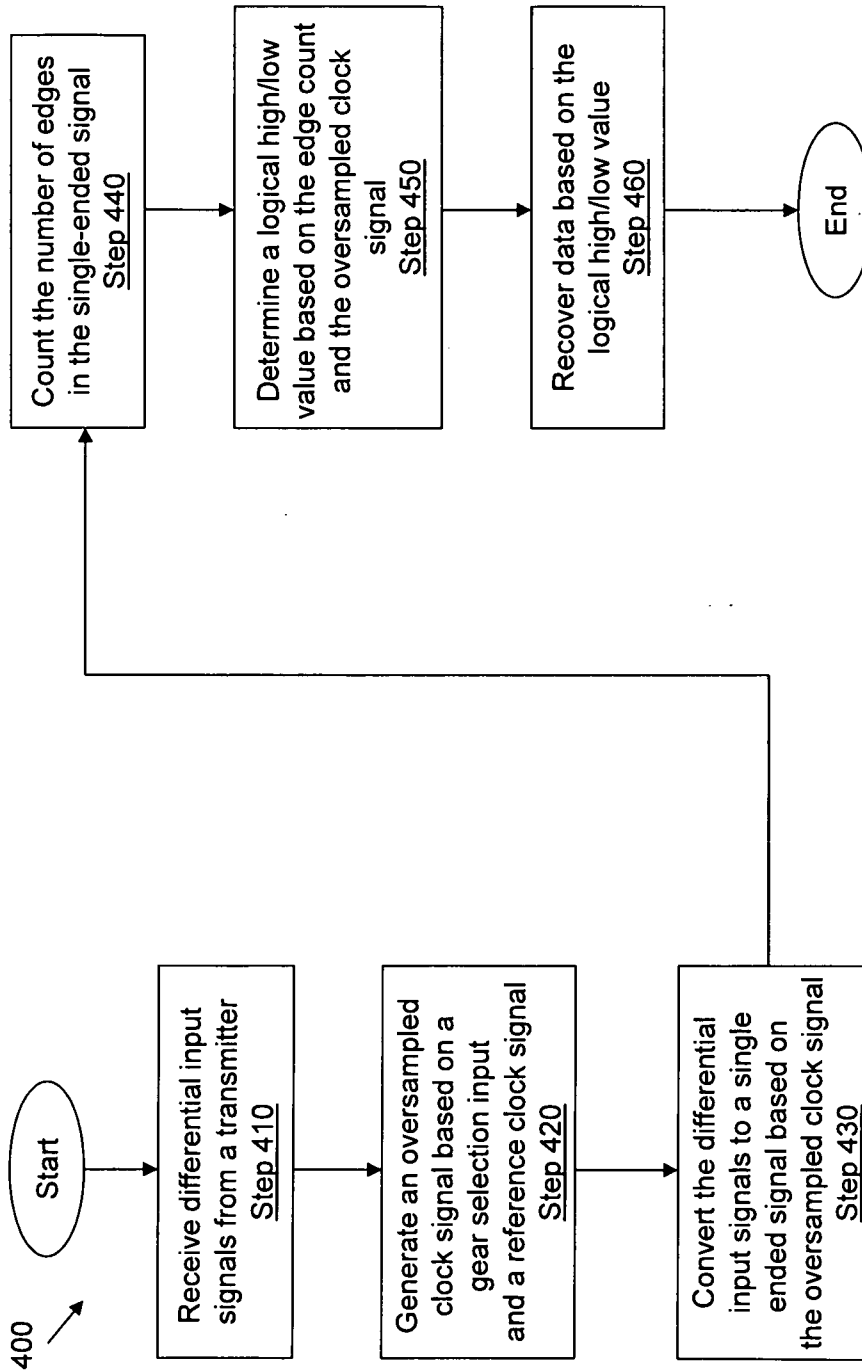 400
Start
Receive differential input
signals from a transmitter
Step 410
Generate an oversampled
clock signal based on a
gear selection input
and a reference clock signal
Step 420
Convert the differential
input signals to a single
ended signal based on
the oversampled clock signal
Step 430
Count the number of edges
in the single-ended signal
Step 440
Determine a logical high/low
value based on the edge count
and the oversampled clock
signal
Step 450
Recover data based on the
logical high/low value
Step 460
End